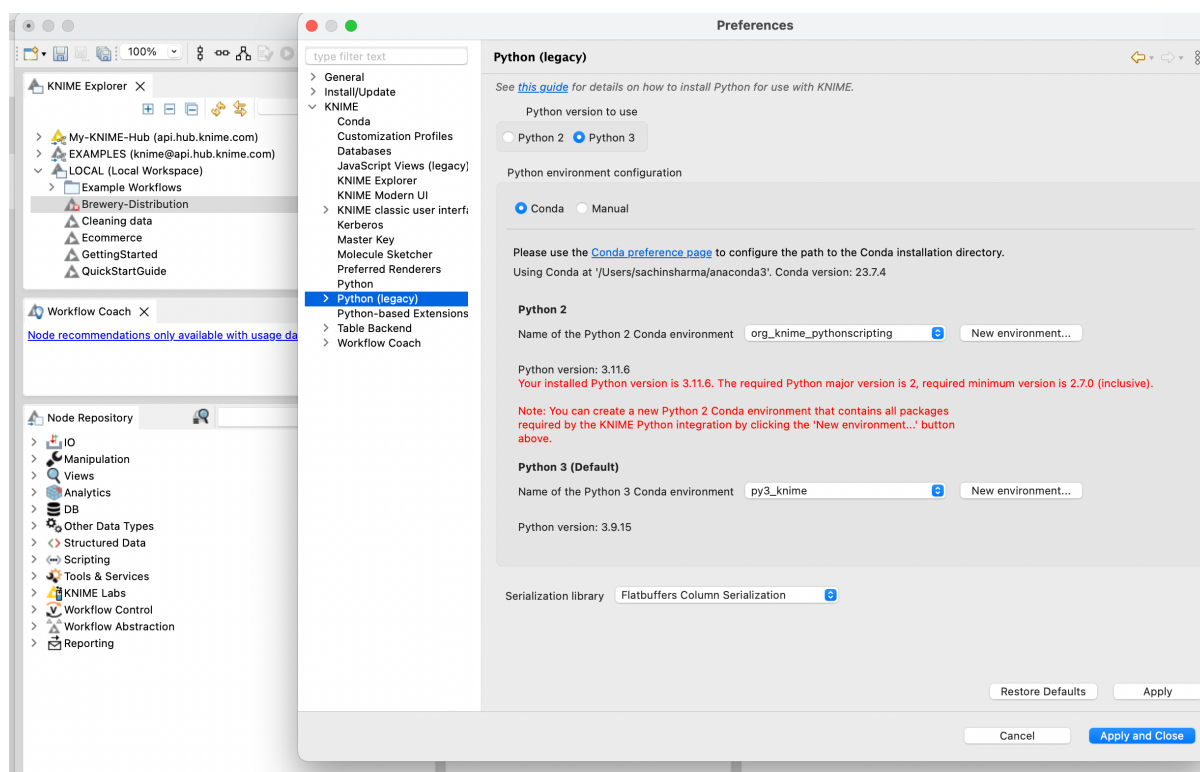 Preferences
100%
KNIME Explorer
My-KNIME-Hub (api.hub.knime.com)
EXAMPLES (knime@api.hub.knime.com)
LOCAL (Local Workspace)
Example Workflows
Brewery-Distribution
Cleaning data
Ecommerce
GettingStarted
QuickStartGuide
Workflow Coach
Node recommendations only available with usage da
Node Repository
IO
Manipulation
Views
Analytics
DB
Other Data Types
Structured Data
Scripting
Tools & Services
KNIME Labs
Workflow Control
Workflow Abstraction
Reporting
type filter text
General
Install/Update
KNIME
Conda
Customization Profiles
Databases
JavaScript Views (legacy)
KNIME Explorer
KNIME Modern UI
KNIME classic user interfa
Kerberos
Master Key
Molecule Sketcher
Preferred Renderers
Python
Python (legacy)
Python-based Extensions
Table Backend
Workflow Coach
Python (legacy)
See this guide for details on how to install Python for use with KNIME.
Python version to use
Python 2 Python 3
Python environment configuration
Conda Manual
Please use the Conda preference page to configure the path to the Conda installation directory.
Using Conda at '/Users/sachinsharma/anaconda3'. Conda version: 23.7.4
Python 2
Name of the Python 2 Conda environment org_knime_pythonscripting New environment...
Python version: 3.11.6
Your installed Python version is 3.11.6. The required Python major version is 2, required minimum version is 2.7.0 (inclusive).
Note: You can create a new Python 2 Conda environment that contains all packages
required by the KNIME Python integration by clicking the 'New environment...' button
above.
Python 3 (Default)
Name of the Python 3 Conda environment py3_knime New environment...
Python version: 3.9.15
Serialization library Flatbuffers Column Serialization
Restore Defaults Apply
Cancel Apply and Close